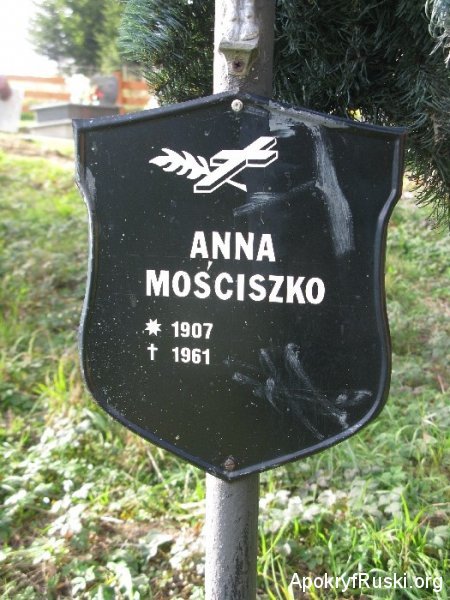 ANNA
MOŚCISZKO
✷ 1907
✝ 1961
ApokryfRuski.org